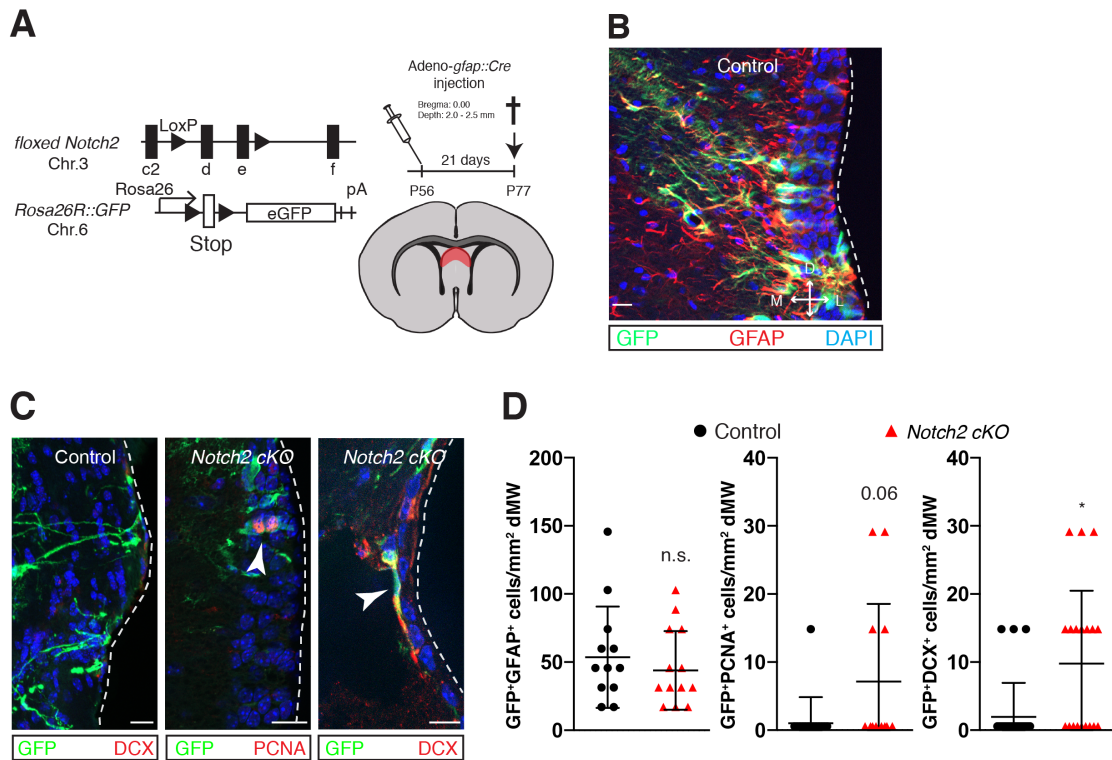 A
Adeno-gfap::Cre
injection
Bregma: 0.00
Depth: 2.0 - 2.5 mm
LoxP
floxed Notch2
Chr.3
c2
d
e
f
21 days
P56
P77
Rosa26
pA
Rosa26R::GFP
Chr.6
eGFP
Stop
B
Control
D
M
L
GFP GFAP DAPI
C
Control
Notch2 cKO
Notch2 cKO
GFP DCX
GFP PCNA
GFP DCX
D
Control
Notch2 cKO
GFP⁺GFAP⁺ cells/mm² dMW
200
150
100
50
0
n.s.
GFP⁺PCNA⁺ cells/mm² dMW
40
30
20
10
0
0.06
GFP⁺DCX⁺ cells/mm² dMW
40
30
20
10
0
*